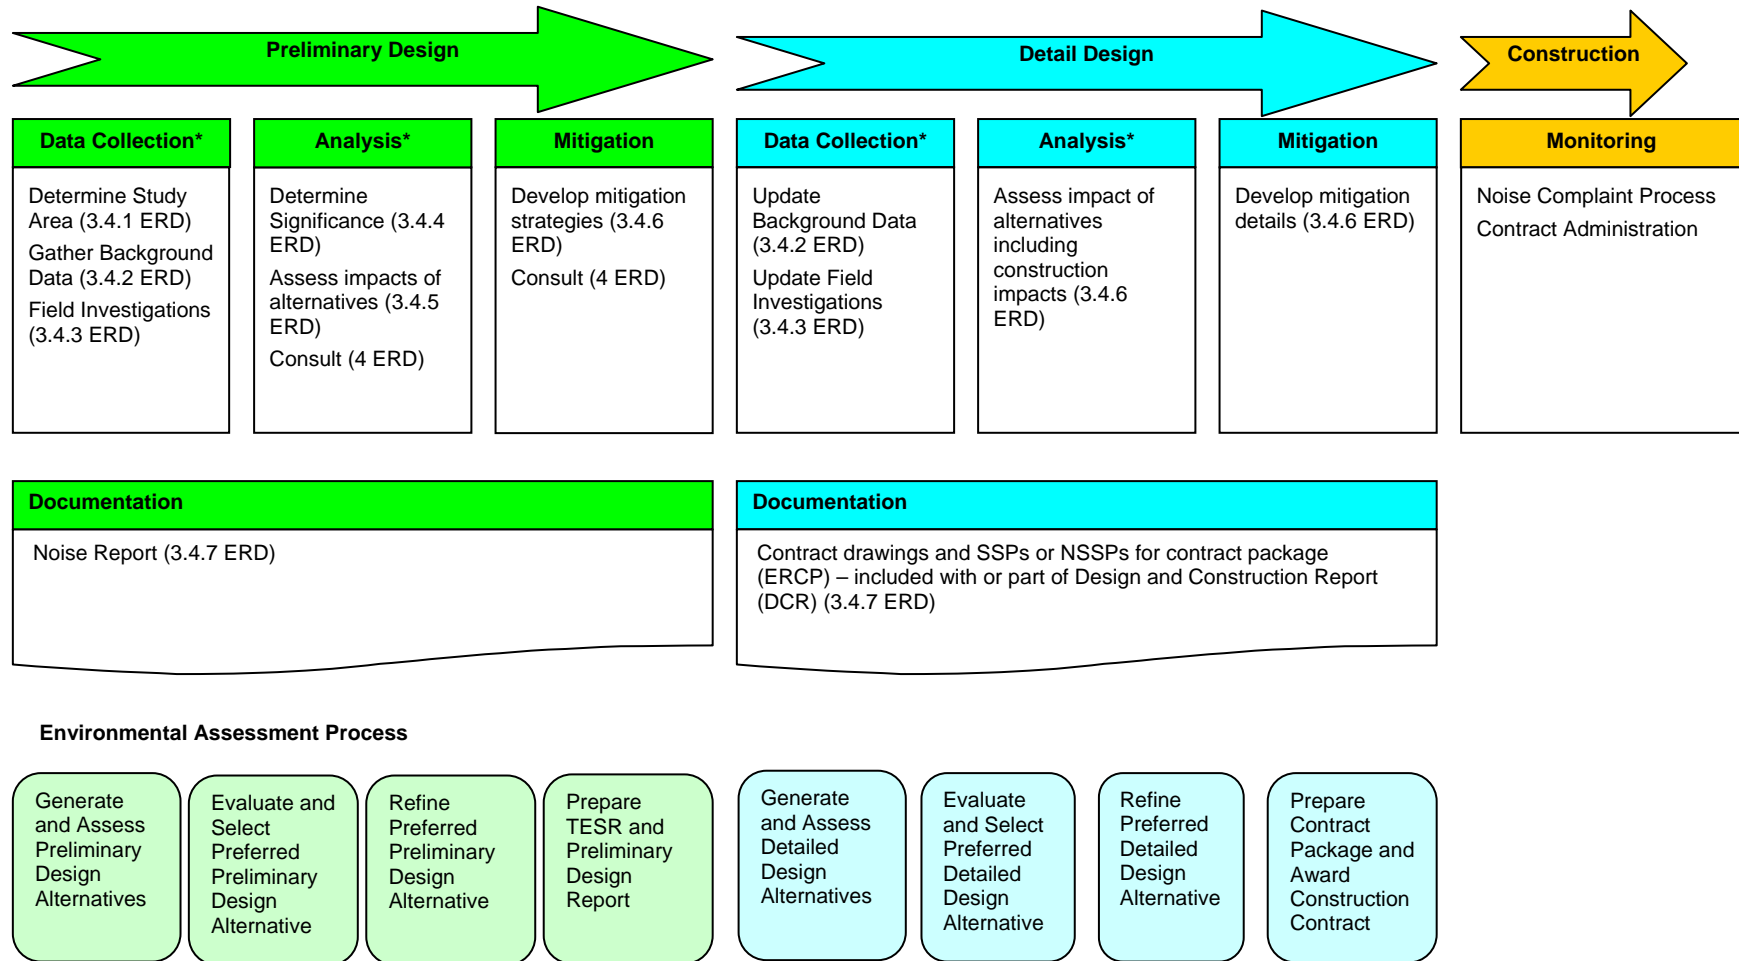 Preliminary Design
Detail Design
Construction
Data Collection*
Determine Study
Area (3.4.1 ERD)
Gather Background
Data (3.4.2 ERD)
Field Investigations
(3.4.3 ERD)
Analysis*
Determine
Significance (3.4.4
ERD)
Assess impacts of
alternatives (3.4.5
ERD)
Consult (4 ERD)
Mitigation
Develop mitigation
strategies (3.4.6
ERD)
Consult (4 ERD)
Data Collection*
Update
Background Data
(3.4.2 ERD)
Update Field
Investigations
(3.4.3 ERD)
Analysis*
Assess impact of
alternatives
including
construction
impacts (3.4.6
ERD)
Mitigation
Develop mitigation
details (3.4.6 ERD)
Monitoring
Noise Complaint Process
Contract Administration
Documentation
Noise Report (3.4.7 ERD)
Documentation
Contract drawings and SSPs or NSSPs for contract package
(ERCP) – included with or part of Design and Construction Report
(DCR) (3.4.7 ERD)
Environmental Assessment Process
Generate
and Assess
Preliminary
Design
Alternatives
Evaluate and
Select
Preferred
Preliminary
Design
Alternative
Refine
Preferred
Preliminary
Design
Alternative
Prepare
TESR and
Preliminary
Design
Report
Generate
and Assess
Detailed
Design
Alternatives
Evaluate
and Select
Preferred
Detailed
Design
Alternative
Refine
Preferred
Detailed
Design
Alternative
Prepare
Contract
Package and
Award
Construction
Contract